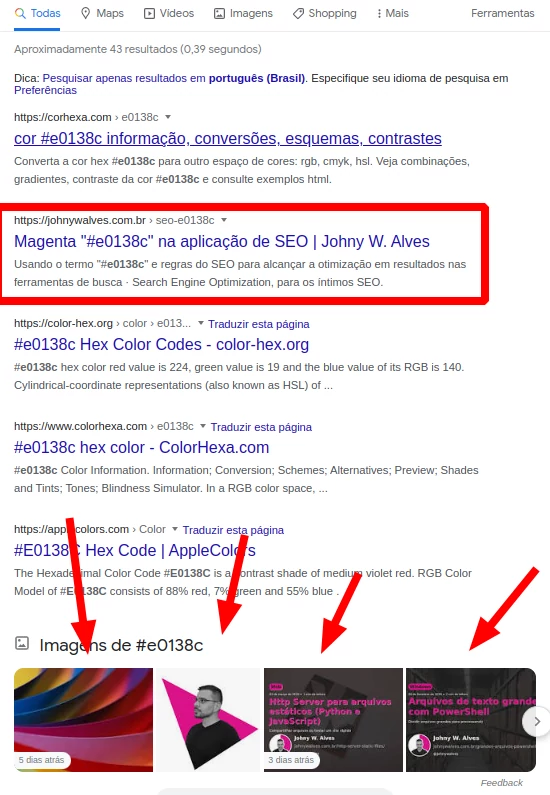 Todas Maps Vídeos Imagens Shopping Mais Ferramentas
Aproximadamente 43 resultados (0,39 segundos)
Dica: Pesquisar apenas resultados em português (Brasil). Especifique seu idioma de pesquisa em
Preferências
https://corhexa.com › e0138c
cor #e0138c informação, conversões, esquemas, contrastes
Converta a cor hex #e0138c para outro espaço de cores: rgb, cmyk, hsl. Veja combinações,
gradientes, contraste da cor #e0138c e consulte exemplos html.
https://johnywalves.com.br › seo-e0138c
Magenta "#e0138c" na aplicação de SEO | Johny W. Alves
Usando o termo "#e0138c" e regras do SEO para alcançar a otimização em resultados nas
ferramentas de busca · Search Engine Optimization, para os íntimos SEO.
https://color-hex.org › color › e013... Traduzir esta página
#e0138c Hex Color Codes - color-hex.org
#e0138c hex color red value is 224, green value is 19 and the blue value of its RGB is 140.
Cylindrical-coordinate representations (also known as HSL) of ...
https://www.colorhexa.com › e0138c Traduzir esta página
#e0138c hex color - ColorHexa.com
#e0138c Color Information. Information; Conversion; Schemes; Alternatives; Preview; Shades
and Tints; Tones; Blindness Simulator. In a RGB color space, ...
https://applecolors.com › Color Traduzir esta página
#E0138C Hex Code | AppleColors
The Hexadecimal Color Code #E0138C is a contrast shade of medium violet red. RGB Color
Model of #E0138C consists of 88% red, 7% green and 55% blue .
Imagens de #e0138c
Http Server para arquivos
estáticos (Python e
JavaScript)
Johny W. Alves
Arquivos de texto grande
com PowerShell
Johny W. Alves
5 dias atrás
3 dias atrás
Feedback